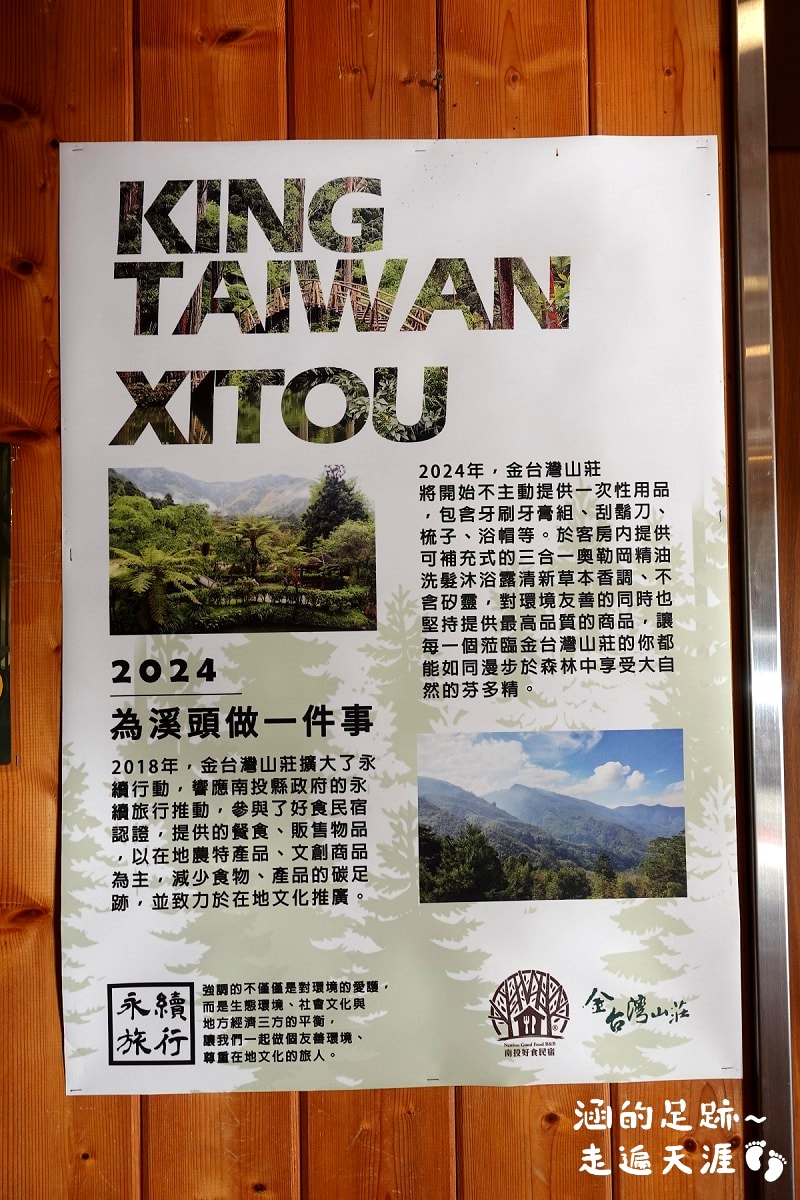 KING
TAIWAN
XITOU
2024
為溪頭做一件事
2018年，金台灣山莊擴大了永
續行動，響應南投縣政府的永
續旅行推動，參與了好食民宿
認證，提供的餐食、販售物品
，以在地農特產品、文創商品
為主，減少食物、產品的碳足
跡，並致力於在地文化推廣。
2024年，金台灣山莊
將開始不主動提供一次性用品
，包含牙刷牙膏組、刮鬍刀、
梳子、浴帽等。於客房內提供
可補充式的三合一奧勒岡精油
洗髮沐浴露清新草本香調、不
含矽靈，對環境友善的同時也
堅持提供最高品質的商品，讓
每一個蒞臨金台灣山莊的你都
能如同漫步於森林中享受大自
然的芬多精。
永續
旅行
強調的不僅僅是對環境的愛護，
而是生態環境、社會文化與
地方經濟三方的平衡，
讓我們一起做個友善環境、
尊重在地文化的旅人。
Nantou Good Food B&B
南投好食民宿
金台灣山莊
涵的足跡~
走遍天涯